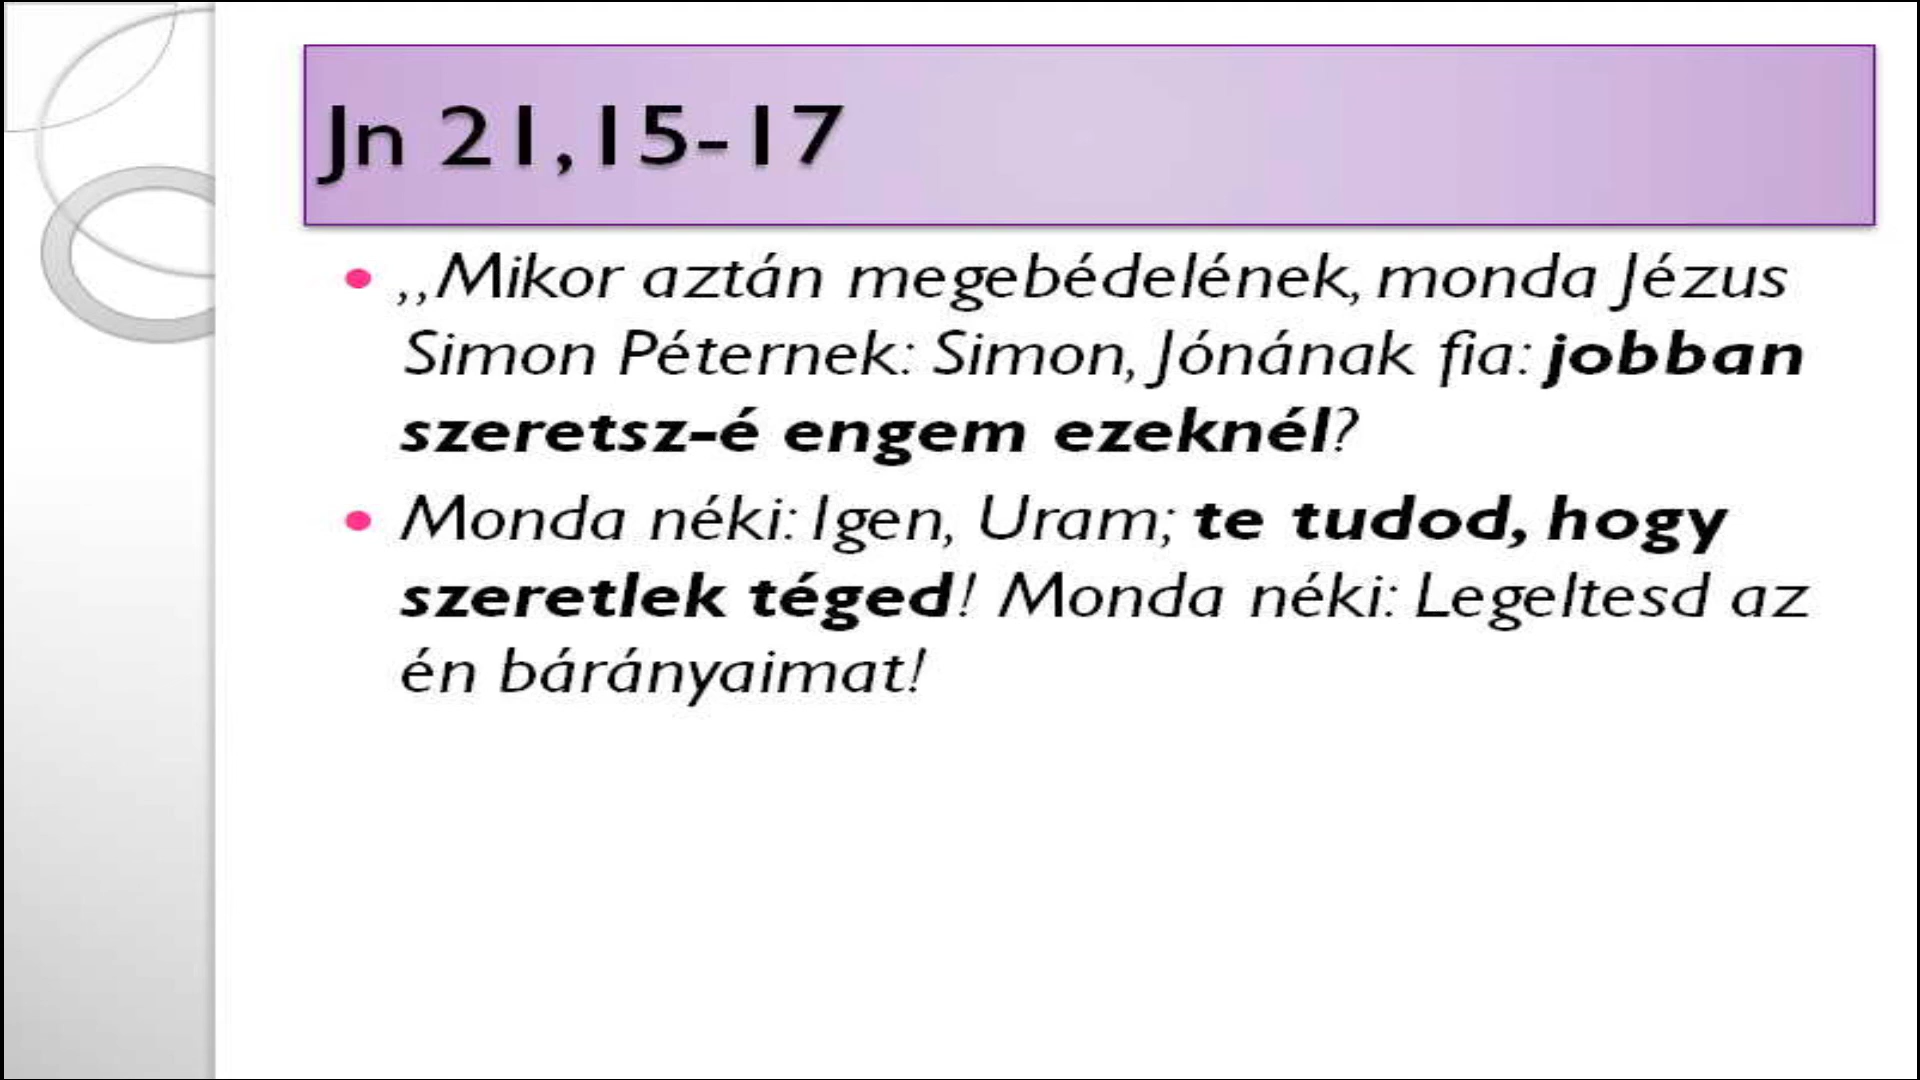 Jn 21,15-17
• ,,Mikor aztán megebédelének, monda Jézus
Simon Péternek: Simon, Jónának fia: jobban
szeretsz-é engem ezeknél?
• Monda néki: Igen, Uram; te tudod, hogy
szeretlek téged! Monda néki: Legeltesd az
én bárányaimat!